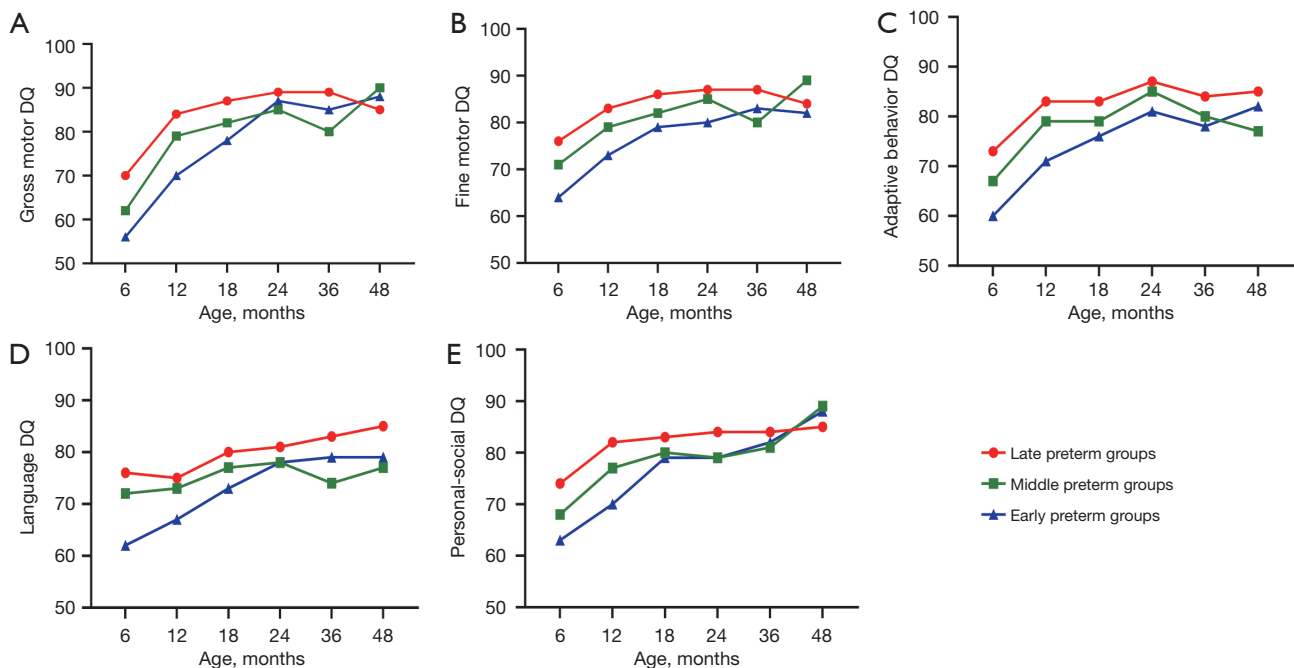 A
Gross motor DQ
100
90
80
70
60
50
6 12 18 24 36 48
Age, months
B
Fine motor DQ
100
90
80
70
60
50
6 12 18 24 36 48
Age, months
C
Adaptive behavior DQ
100
90
80
70
60
50
6 12 18 24 36 48
Age, months
D
Language DQ
100
90
80
70
60
50
6 12 18 24 36 48
Age, months
E
Personal-social DQ
100
90
80
70
60
50
6 12 18 24 36 48
Age, months
Late preterm groups
Middle preterm groups
Early preterm groups